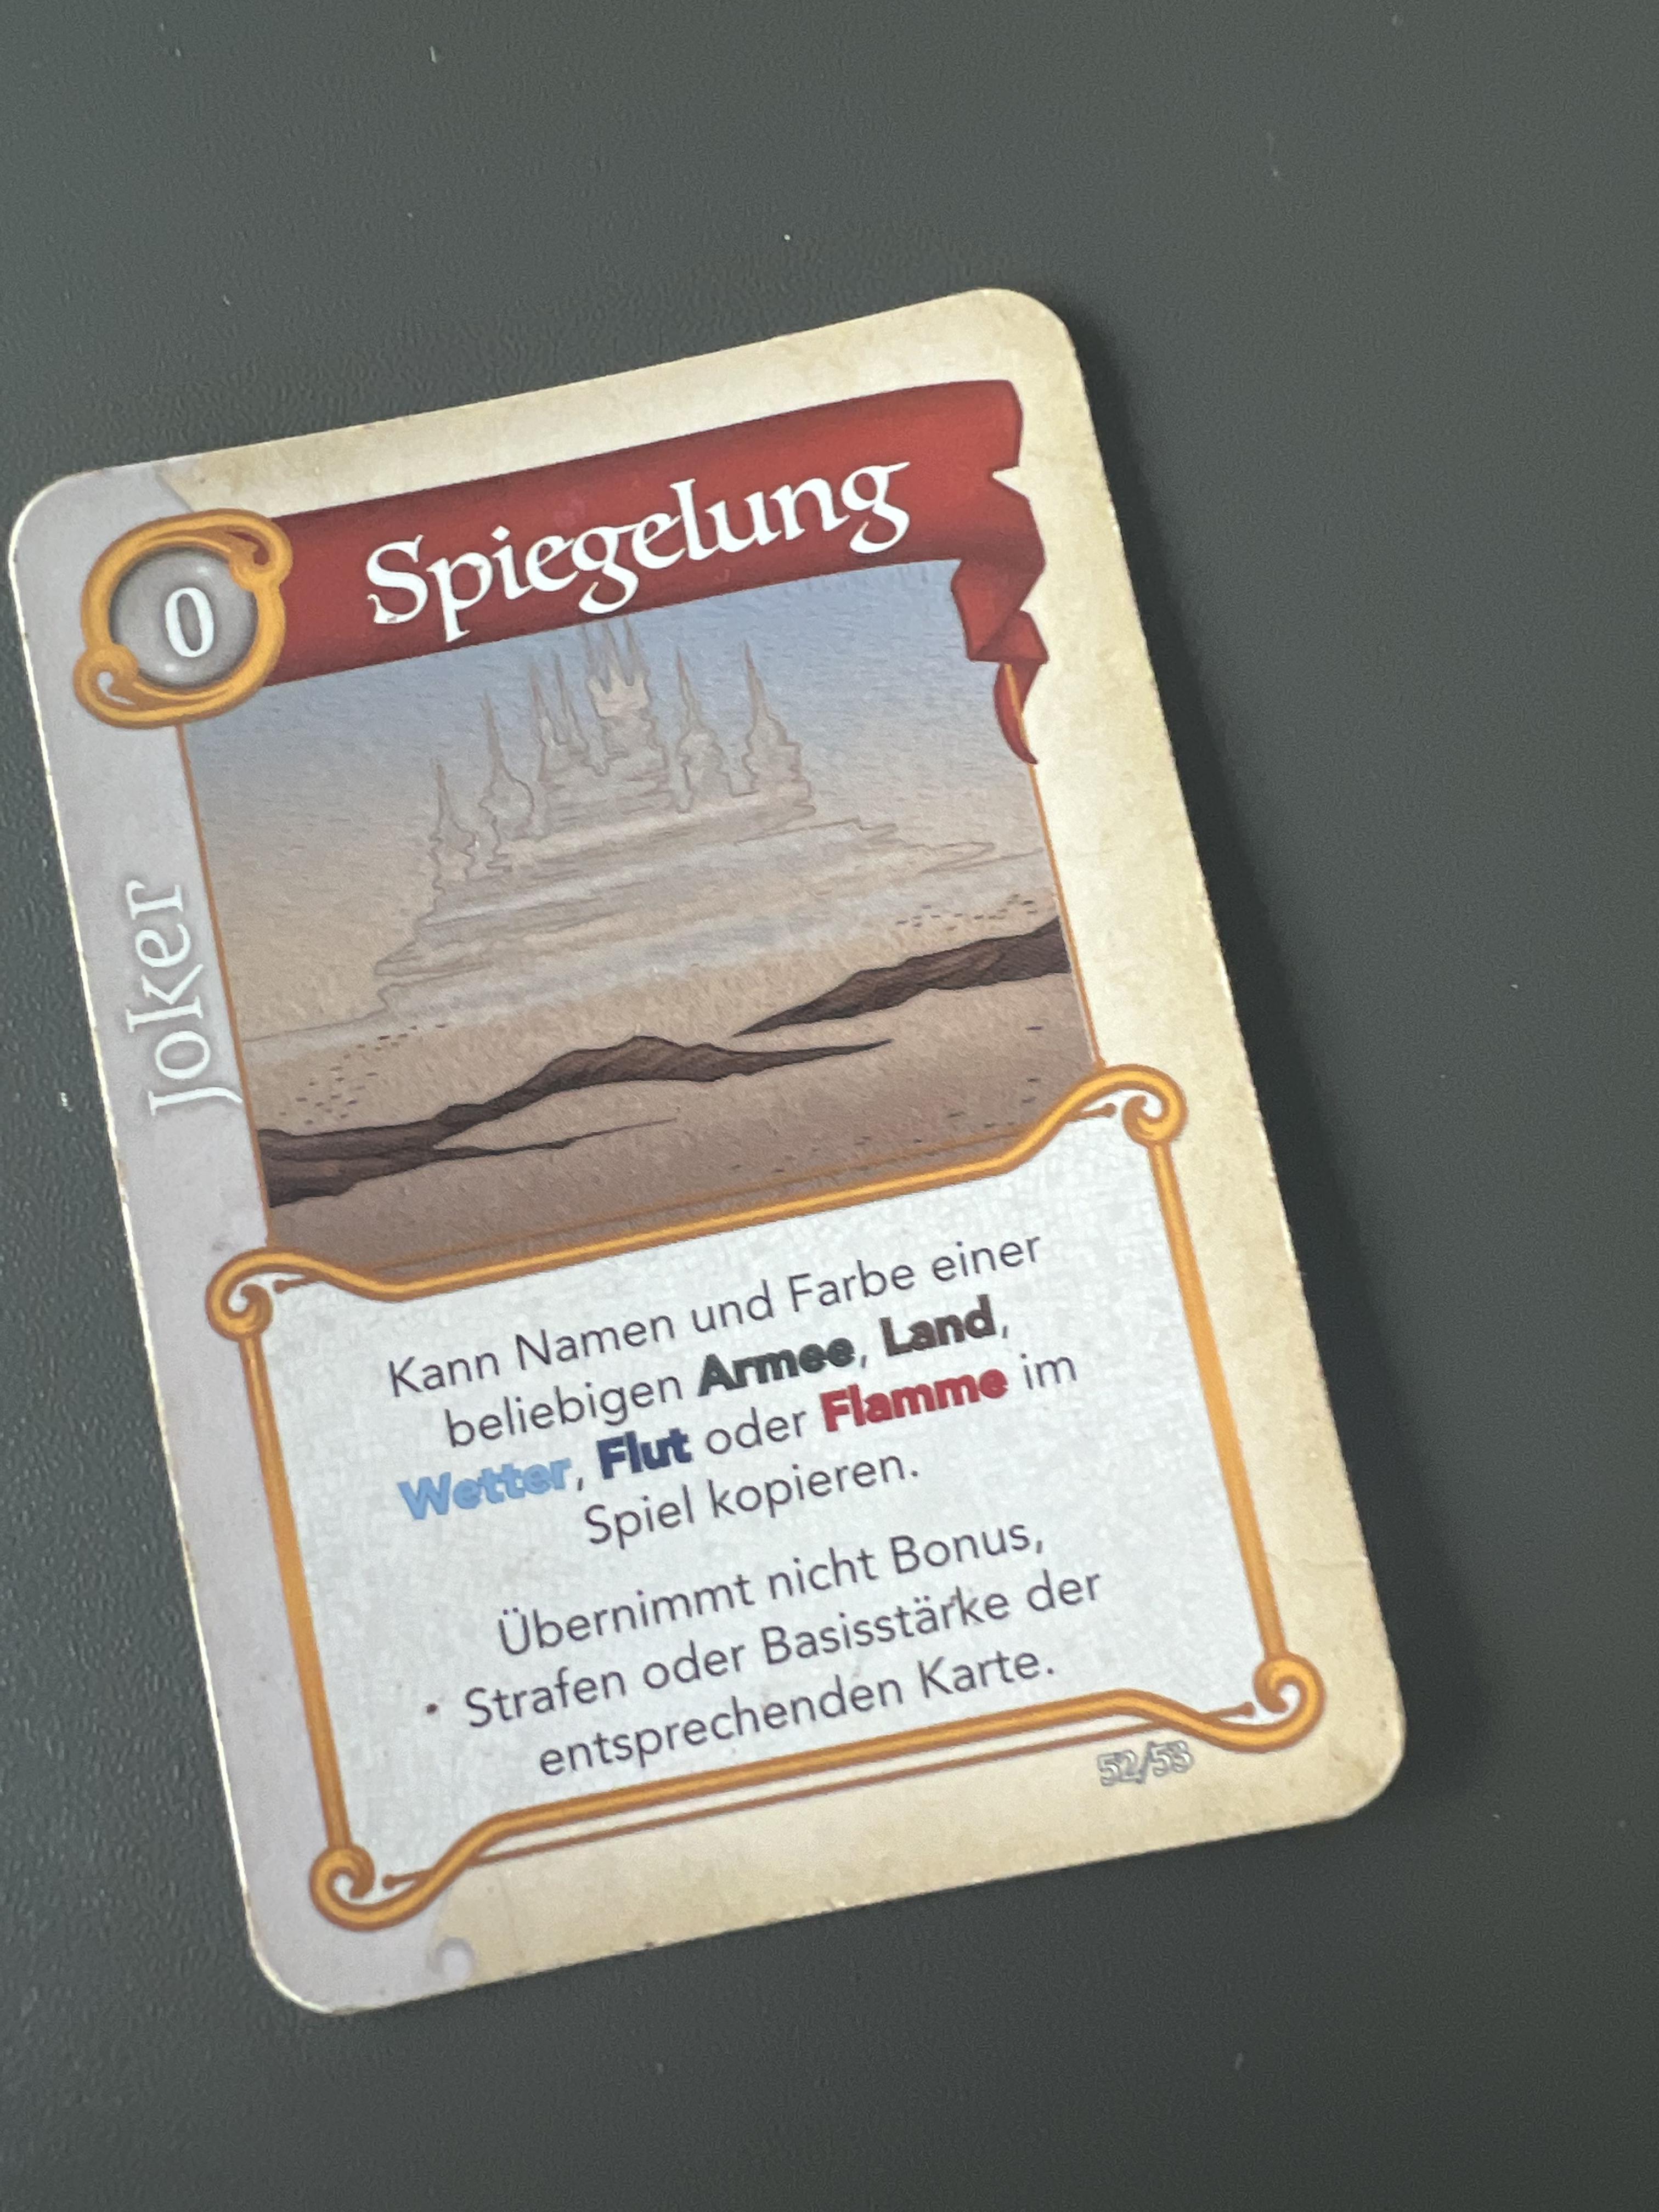 0
Spiegelung
Joker
Kann Namen und Farbe einer
beliebigen Armee, Land,
Wetter, Flut oder Flamme im
Spiel kopieren.
Übernimmt nicht Bonus,
Strafen oder Basisstärke der
entsprechenden Karte.
52/53